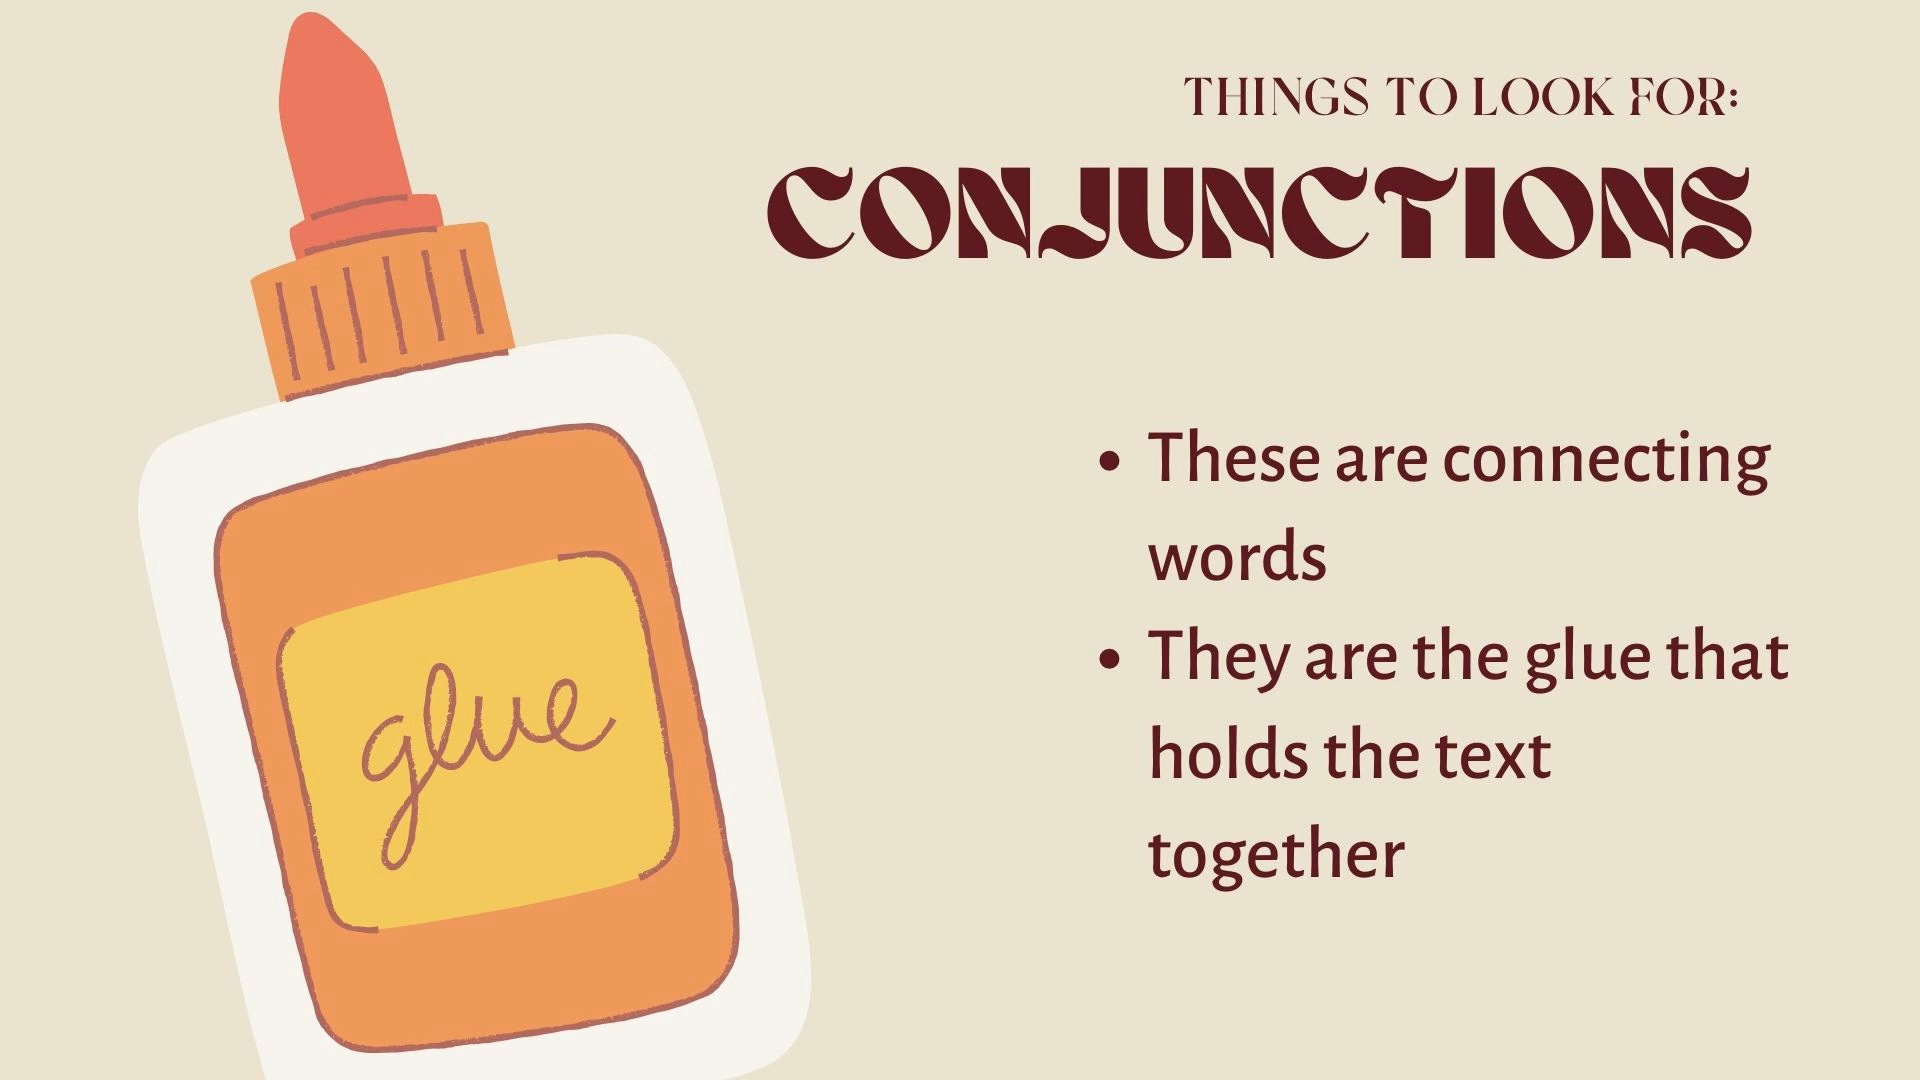 THINGS TO LOOK FOR:
CONJUNCTIONS
• These are connecting
words
• They are the glue that
holds the text
together
glue